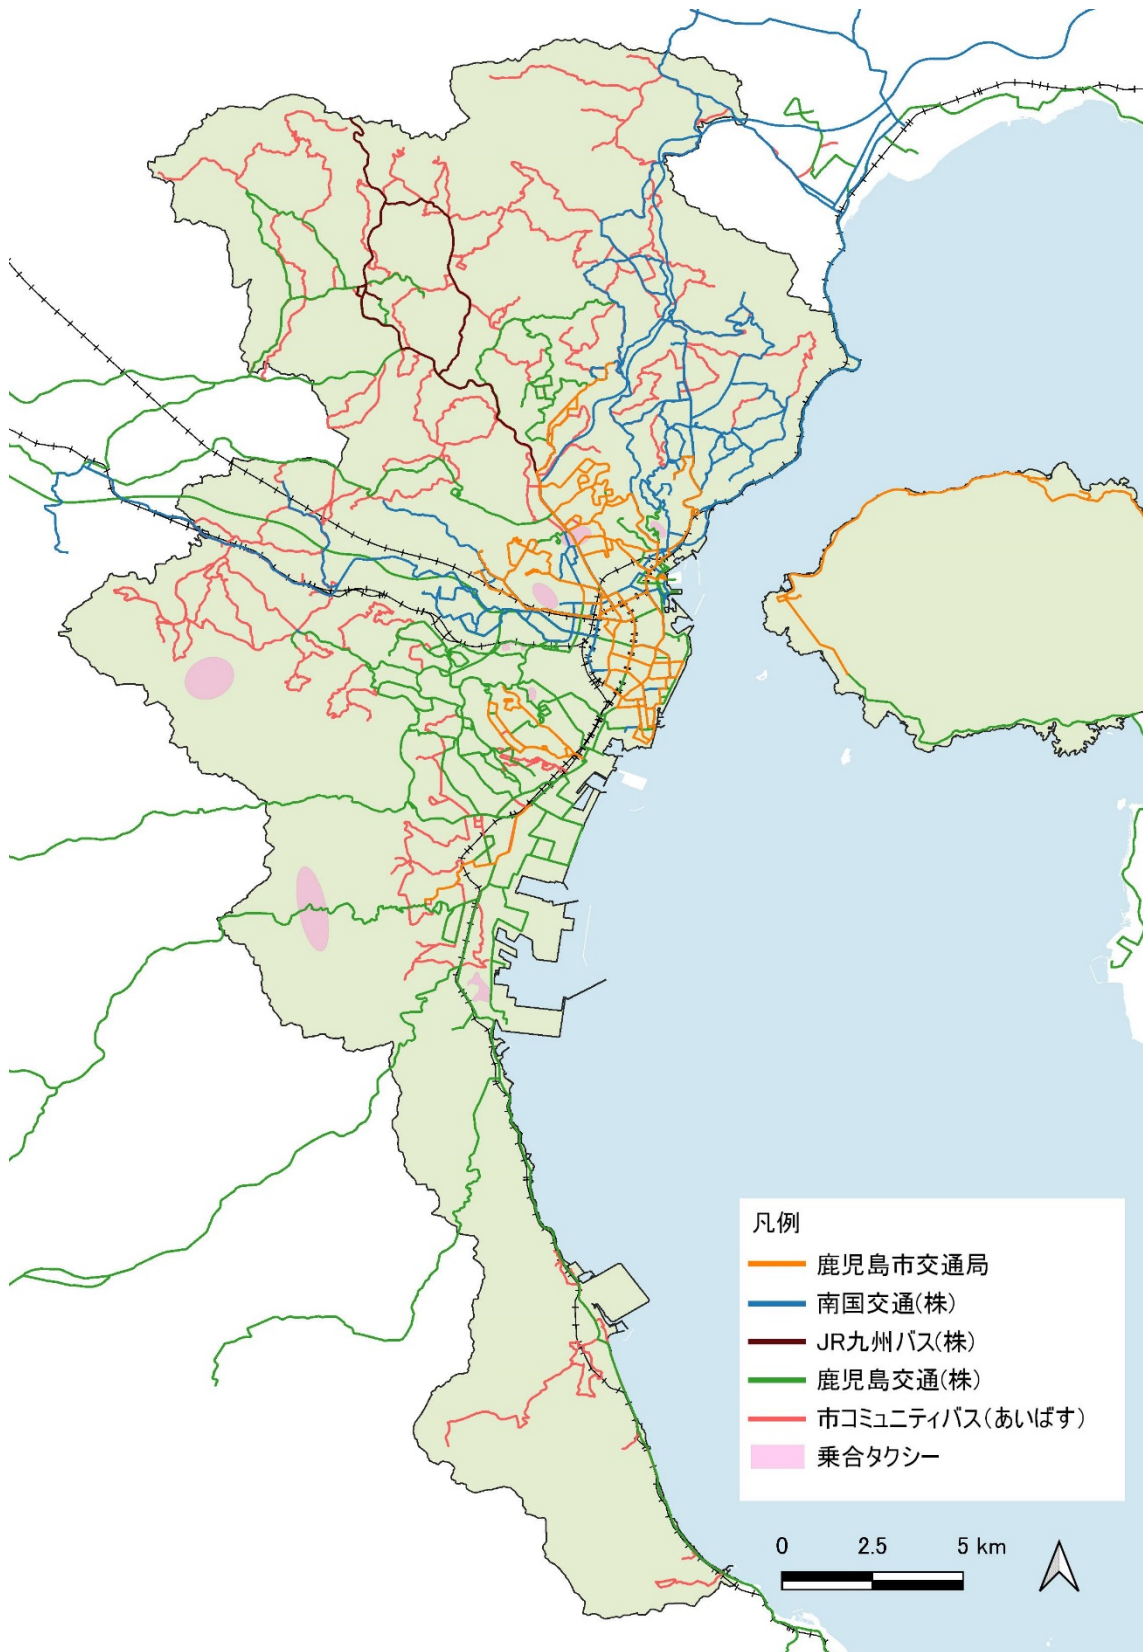 凡例
鹿児島市交通局
南国交通(株)
JR九州バス(株)
鹿児島交通(株)
市コミュニティバス(あいばす)
乗合タクシー
0 2.5 5 km